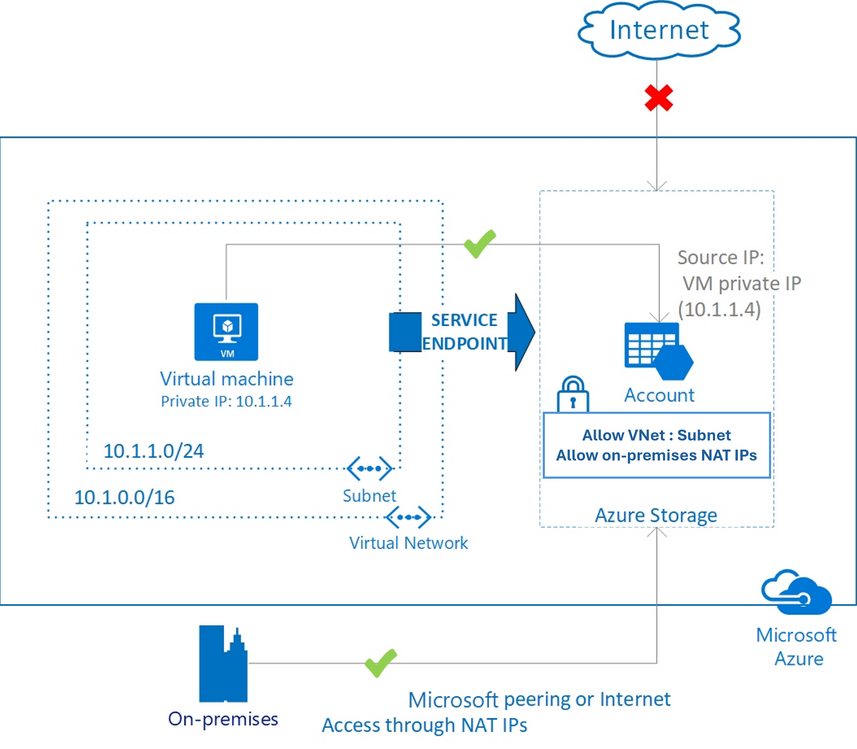 Internet
Source IP:
VM private IP
(10.1.1.4)
SERVICE
ENDPOINT
VM
Virtual machine
Private IP: 10.1.1.4
Account
Allow VNet : Subnet
Allow on-premises NAT IPs
10.1.1.0/24
10.1.0.0/16
Subnet
Azure Storage
Virtual Network
Microsoft
Azure
On-premises
Microsoft peering or Internet
Access through NAT IPs